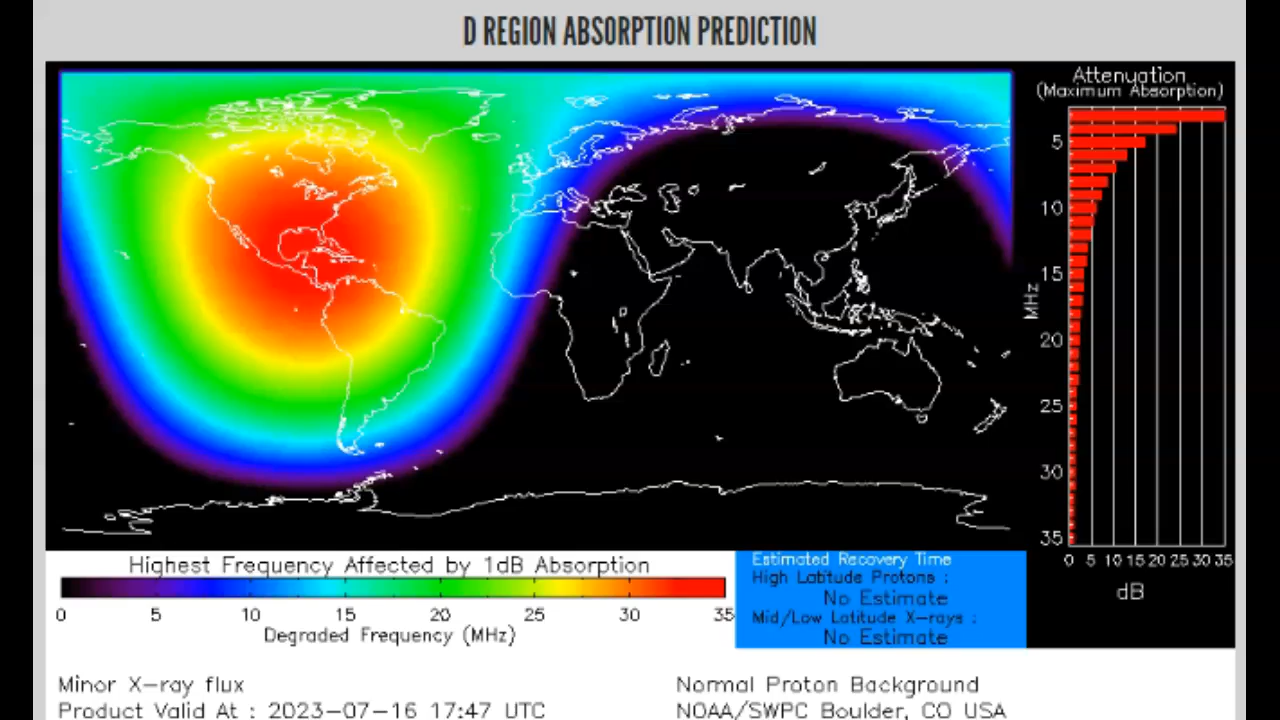 D REGION ABSORPTION PREDICTION
Attenuation
(Maximum Absorption)
5
10
15
20
25
30
35
MHz
0 5 10 15 20 25 30 35
dB
Highest Frequency Affected by 1dB Absorption
0 5 10 15 20 25 30 35
Degraded Frequency (MHz)
Estimated Recovery Time
High Latitude Protons :
No Estimate
Mid/Low Latitude X-rays :
No Estimate
Minor X-ray flux
Normal Proton Background
Product Valid At : 2023-07-16 17:47 UTC
NOAA/SWPC Boulder, CO USA